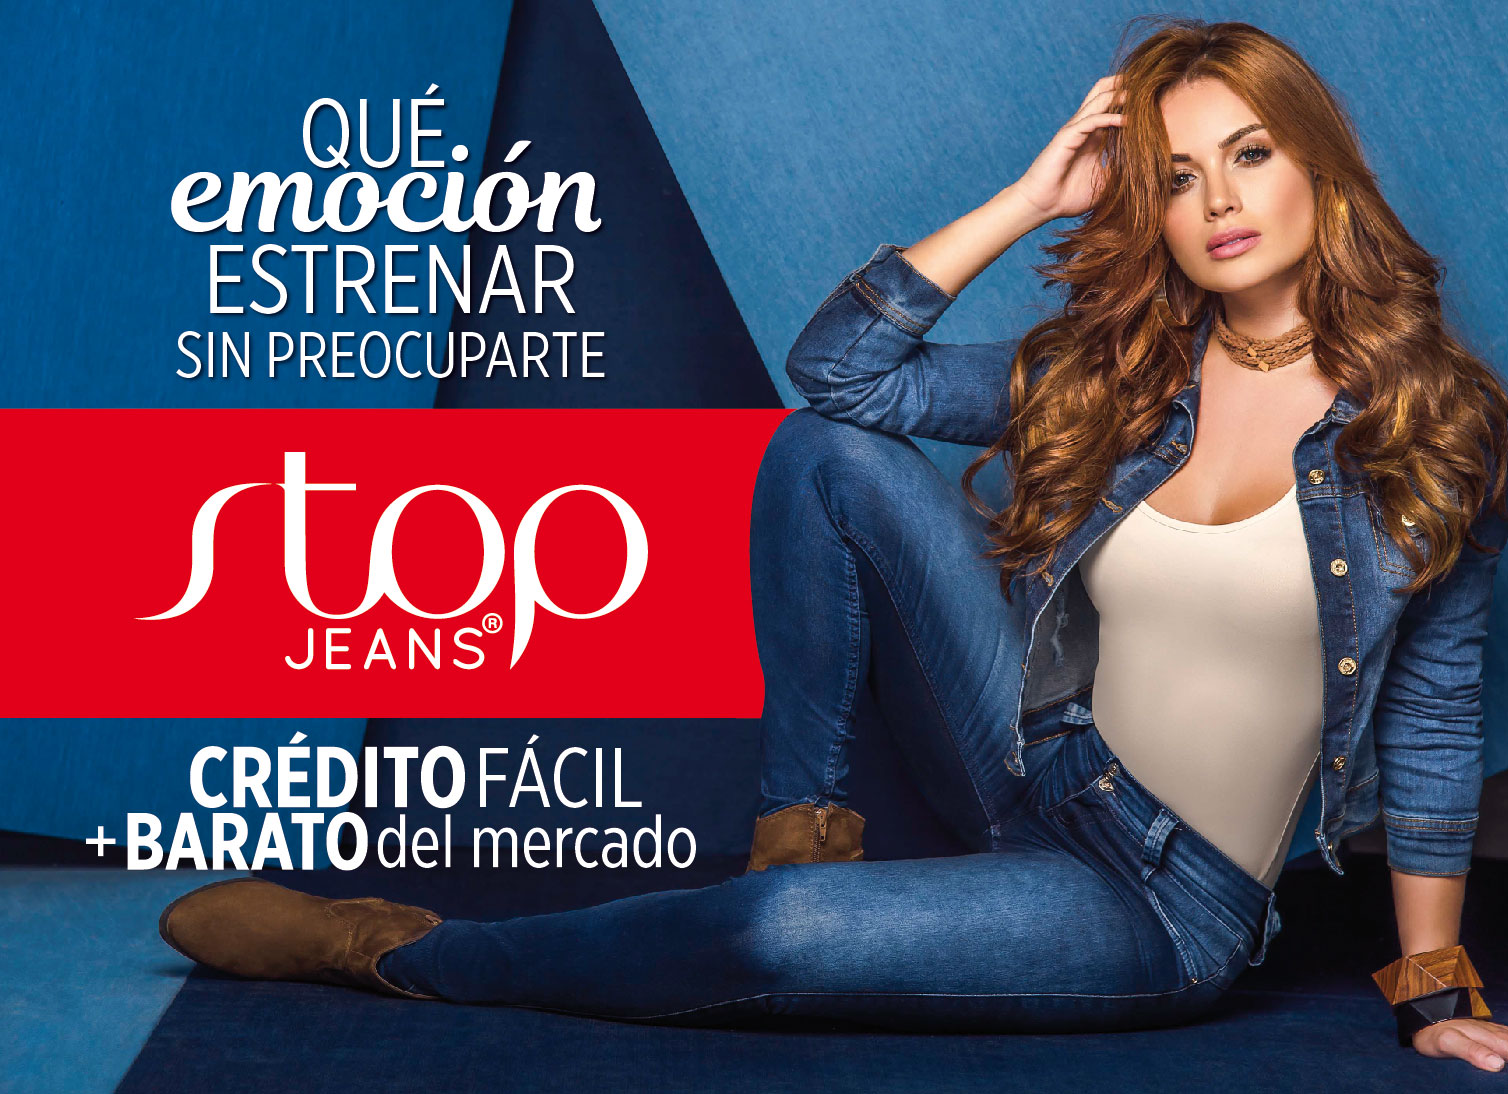 QUÉ
emoción
ESTRENAR
SIN PREOCUPARTE
stop
JEANS®
CRÉDITO FÁCIL
+ BARATO del mercado